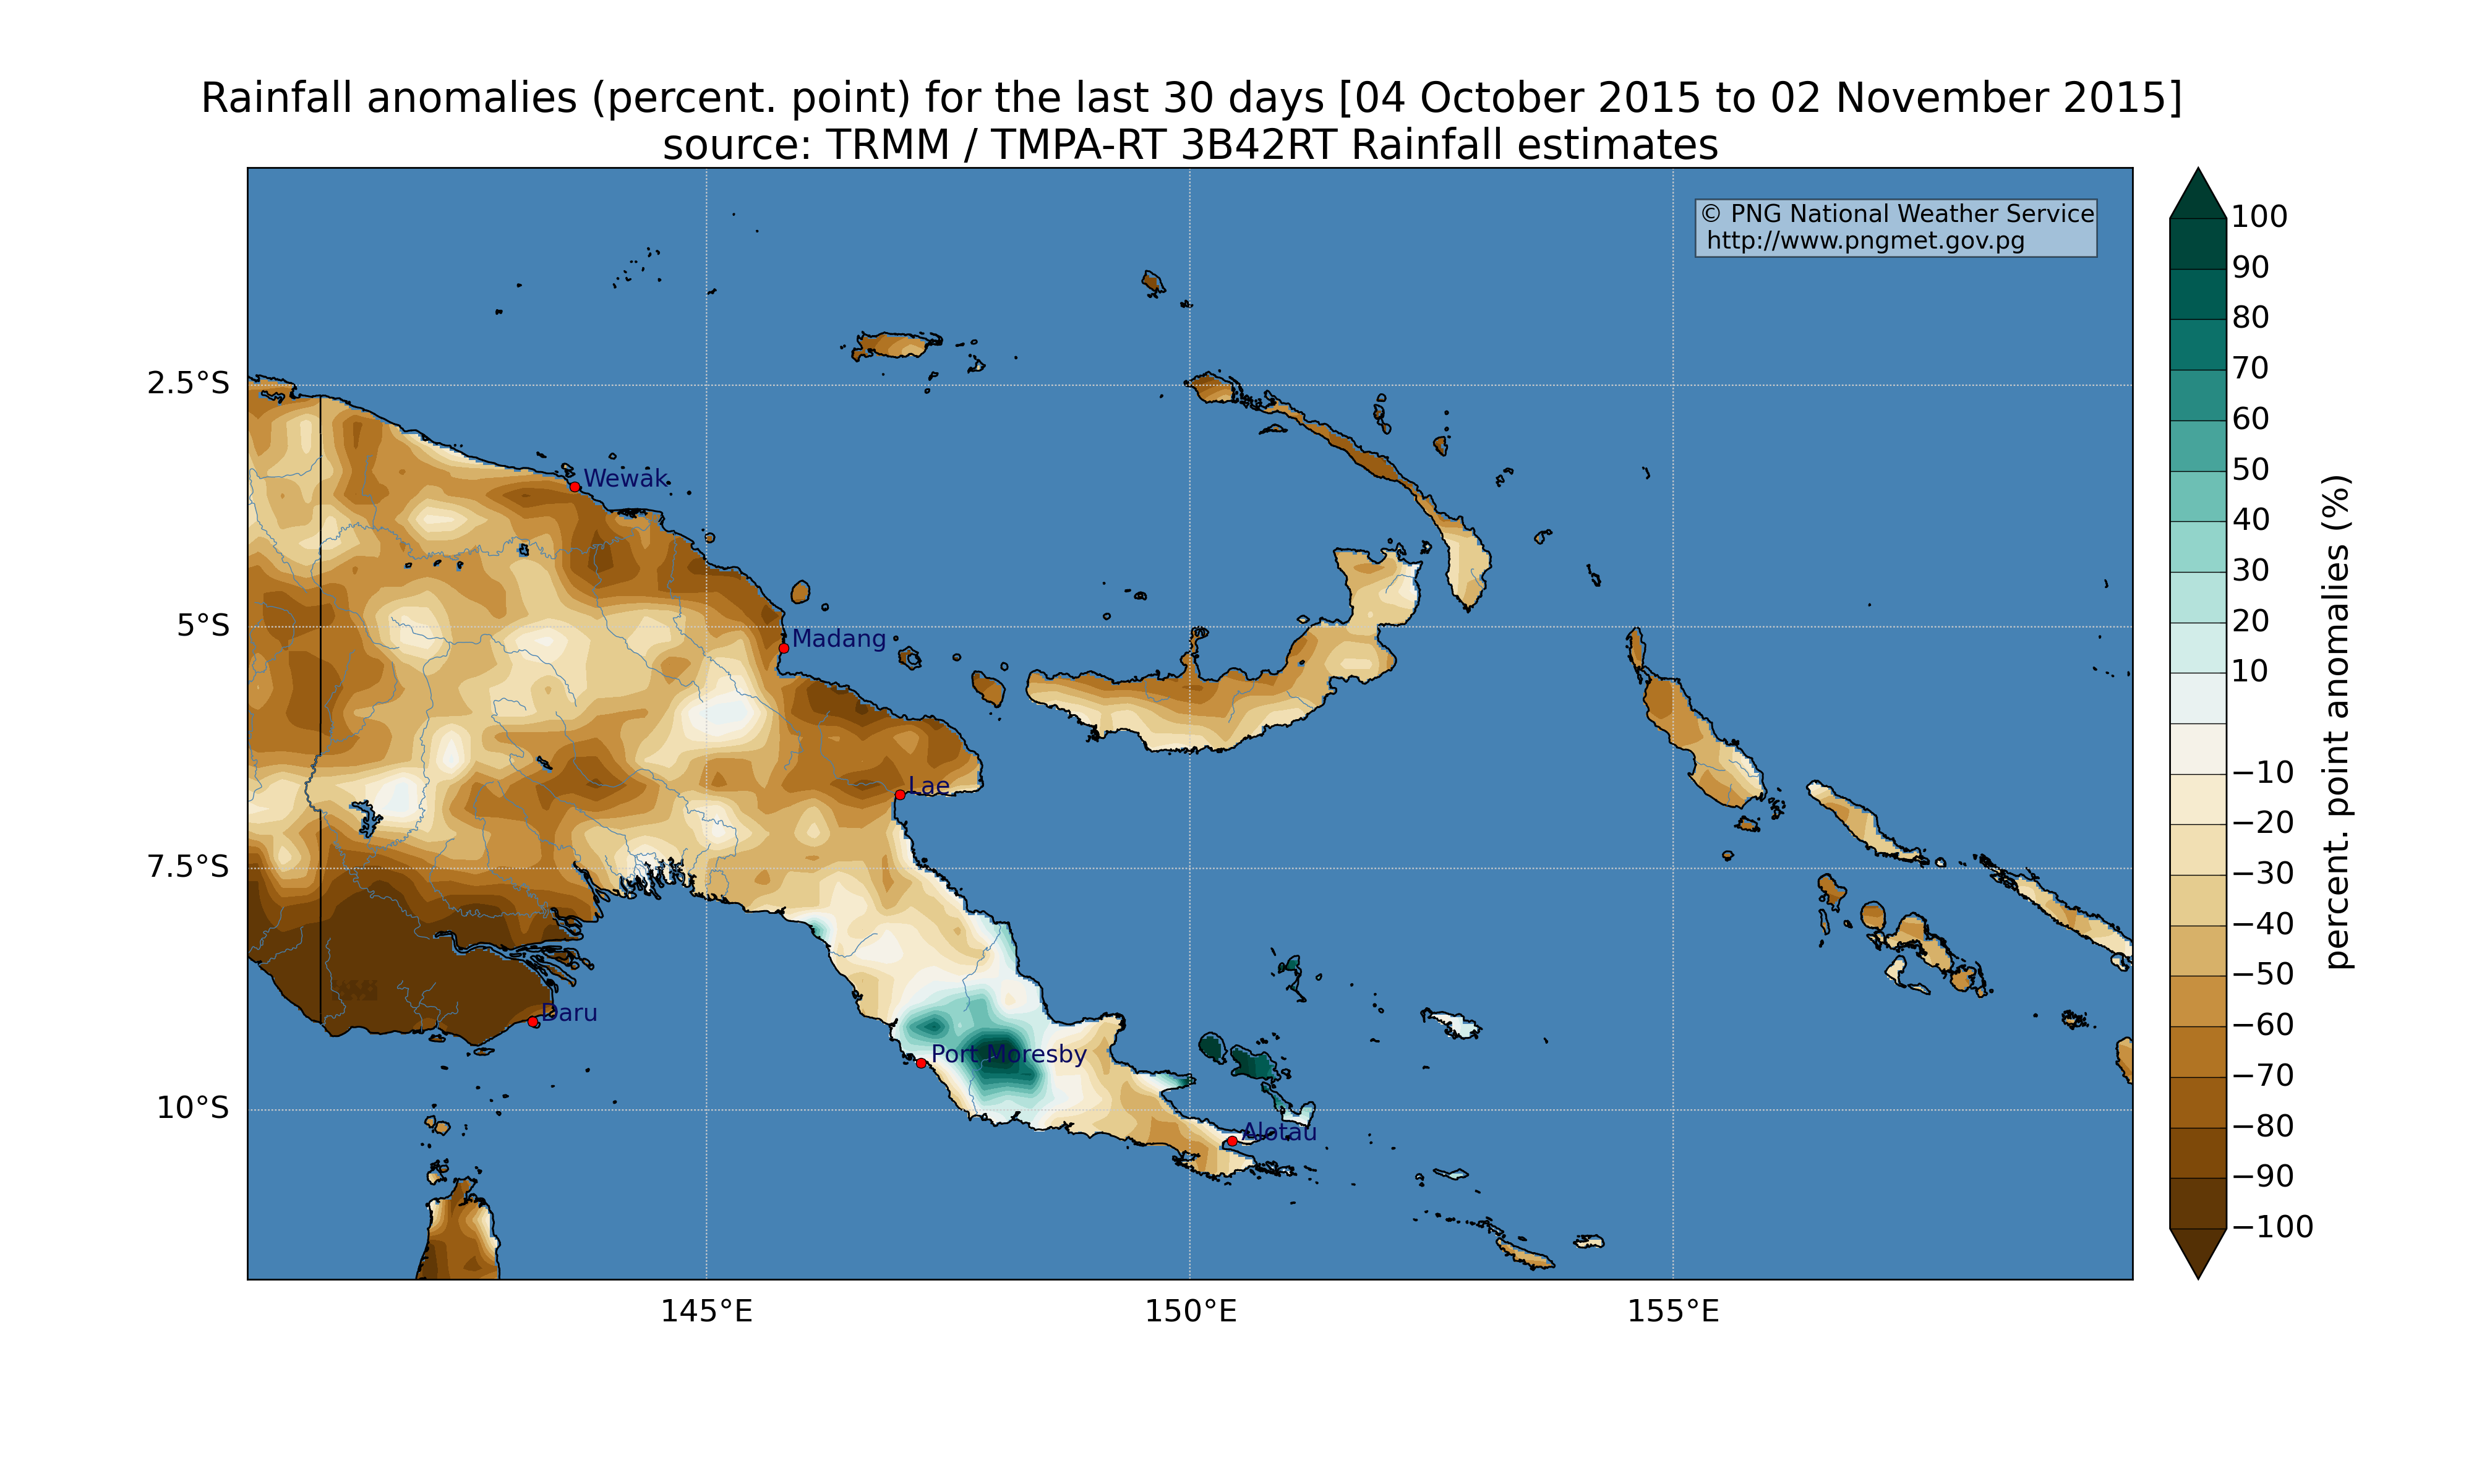 Rainfall anomalies (percent. point) for the last 30 days [04 October 2015 to 02 November 2015]
source: TRMM / TMPA-RT 3B42RT Rainfall estimates
© PNG National Weather Service
http://www.pngmet.gov.pg
2.5°S
5°S
7.5°S
10°S
145°E
150°E
155°E
Wewak
Madang
Lae
Daru
Port Moresby
Alotau
100
90
80
70
60
50
40
30
20
10
−10
−20
−30
−40
−50
−60
−70
−80
−90
−100
percent. point anomalies (%)